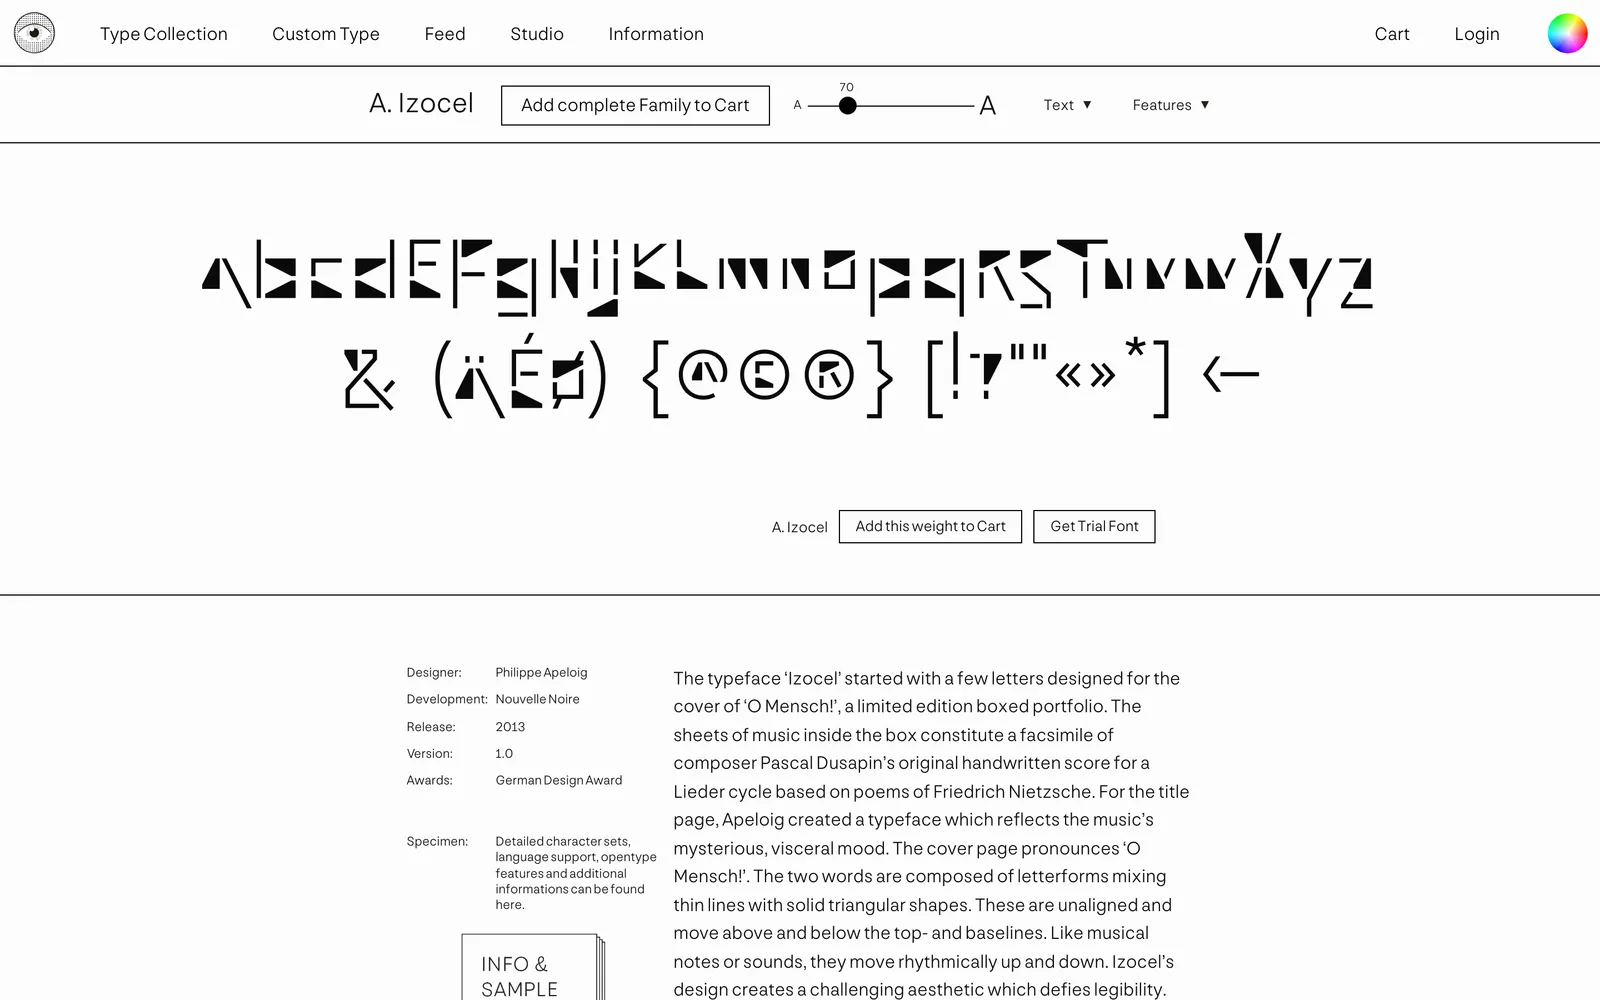 Type Collection Custom Type Feed Studio Information Cart Login
A. Izocel Add complete Family to Cart A 70 A Text ▼ Features ▼
AbcdEFghijKLmnopqRSTuvwXyz
& (äÉø) {@©®} [!?""«»*] ←
A. Izocel Add this weight to Cart Get Trial Font
Designer: Philippe Apeloig
Development: Nouvelle Noire
Release: 2013
Version: 1.0
Awards: German Design Award
Specimen: Detailed character sets,
language support, opentype
features and additional
informations can be found
here.
INFO &
SAMPLE
The typeface ‘Izocel’ started with a few letters designed for the
cover of ‘O Mensch!’, a limited edition boxed portfolio. The
sheets of music inside the box constitute a facsimile of
composer Pascal Dusapin’s original handwritten score for a
Lieder cycle based on poems of Friedrich Nietzsche. For the title
page, Apeloig created a typeface which reflects the music’s
mysterious, visceral mood. The cover page pronounces ‘O
Mensch!’. The two words are composed of letterforms mixing
thin lines with solid triangular shapes. These are unaligned and
move above and below the top- and baselines. Like musical
notes or sounds, they move rhythmically up and down. Izocel’s
design creates a challenging aesthetic which defies legibility.